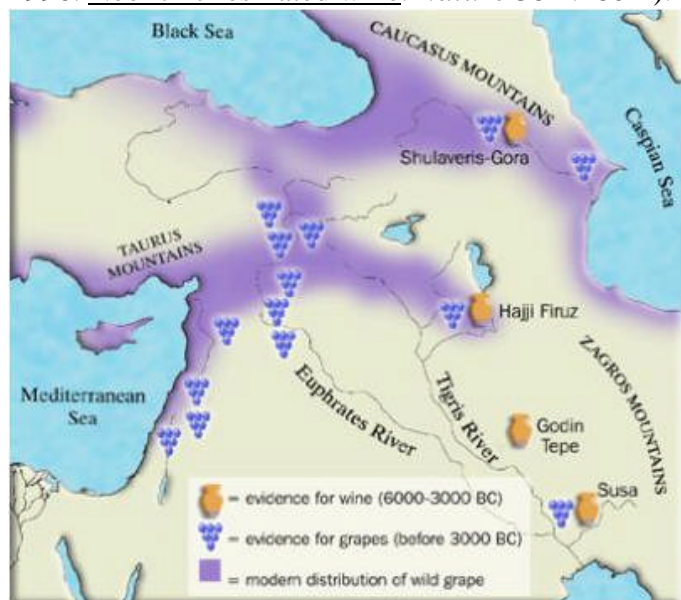 Black Sea
CAUCASUS MOUNTAINS
Caspian Sea
Shulaveris-Gora
TAURUS
MOUNTAINS
Hajji Firuz
Mediterranean
Sea
Euphrates River
Tigris River
ZAGROS MOUNTAINS
Godin
Tepe
Susa
= evidence for wine (6000-3000 BC)
= evidence for grapes (before 3000 BC)
= modern distribution of wild grape